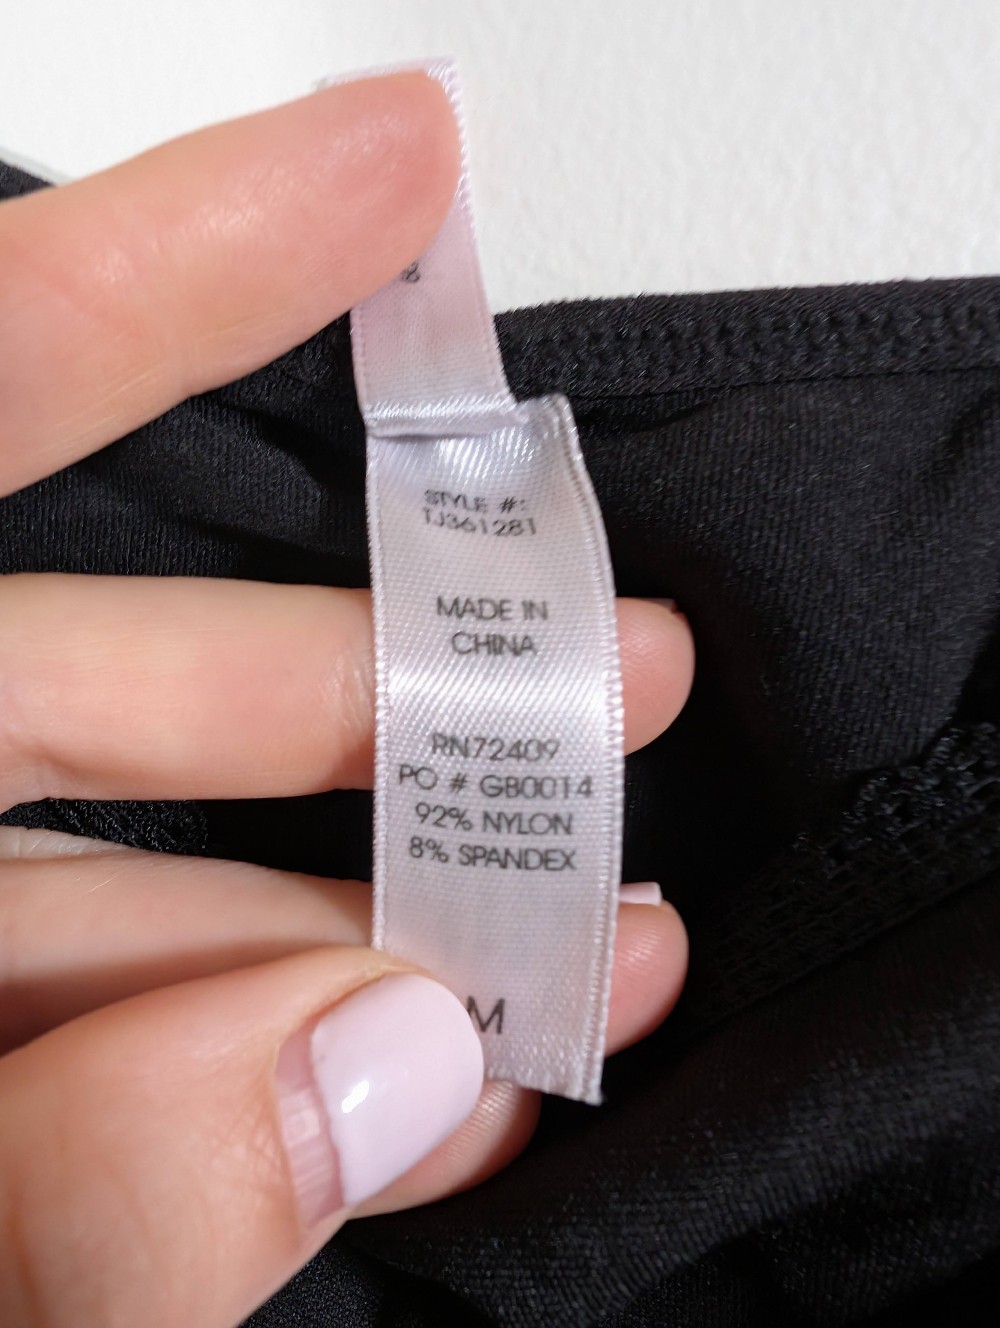 STYLE #:
TJ361281
MADE IN
CHINA
RN72409
PO # GB0014
92% NYLON
8% SPANDEX
M